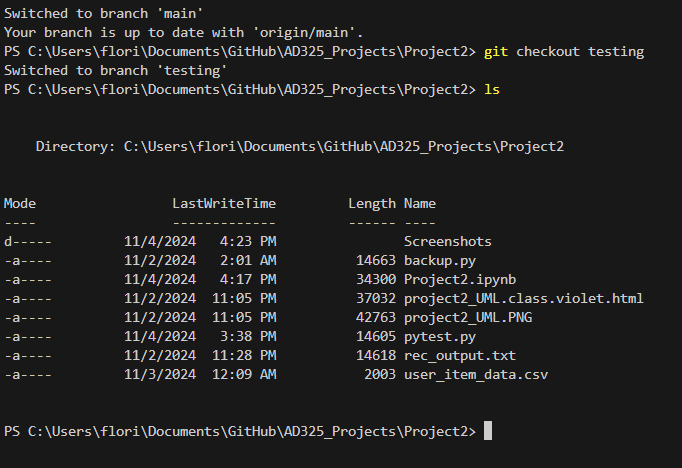 Switched to branch 'main'
Your branch is up to date with 'origin/main'.
PS C:\Users\flori\Documents\GitHub\AD325_Projects\Project2> git checkout testing
Switched to branch 'testing'
PS C:\Users\flori\Documents\GitHub\AD325_Projects\Project2> ls
    Directory: C:\Users\flori\Documents\GitHub\AD325_Projects\Project2
Mode                 LastWriteTime         Length Name
----                 -------------         ------ ----
d-----         11/4/2024   4:23 PM                Screenshots
-a----         11/2/2024   2:01 AM          14663 backup.py
-a----         11/4/2024   4:17 PM          34300 Project2.ipynb
-a----         11/2/2024  11:05 PM          37032 project2_UML.class.violet.html
-a----         11/2/2024  11:05 PM          42763 project2_UML.PNG
-a----         11/4/2024   3:38 PM          14605 pytest.py
-a----         11/2/2024  11:28 PM          14618 rec_output.txt
-a----         11/3/2024  12:09 AM           2003 user_item_data.csv
PS C:\Users\flori\Documents\GitHub\AD325_Projects\Project2>